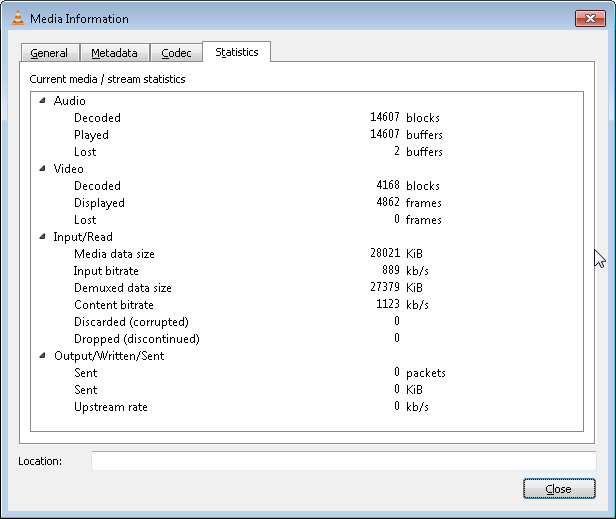 Media Information
General Metadata Codec Statistics
Current media / stream statistics
Audio
Decoded 14607 blocks
Played 14607 buffers
Lost 2 buffers
Video
Decoded 4168 blocks
Displayed 4862 frames
Lost 0 frames
Input/Read
Media data size 28021 KiB
Input bitrate 889 kb/s
Demuxed data size 27379 KiB
Content bitrate 1123 kb/s
Discarded (corrupted) 0
Dropped (discontinued) 0
Output/Written/Sent
Sent 0 packets
Sent 0 KiB
Upstream rate 0 kb/s
Location:
Close